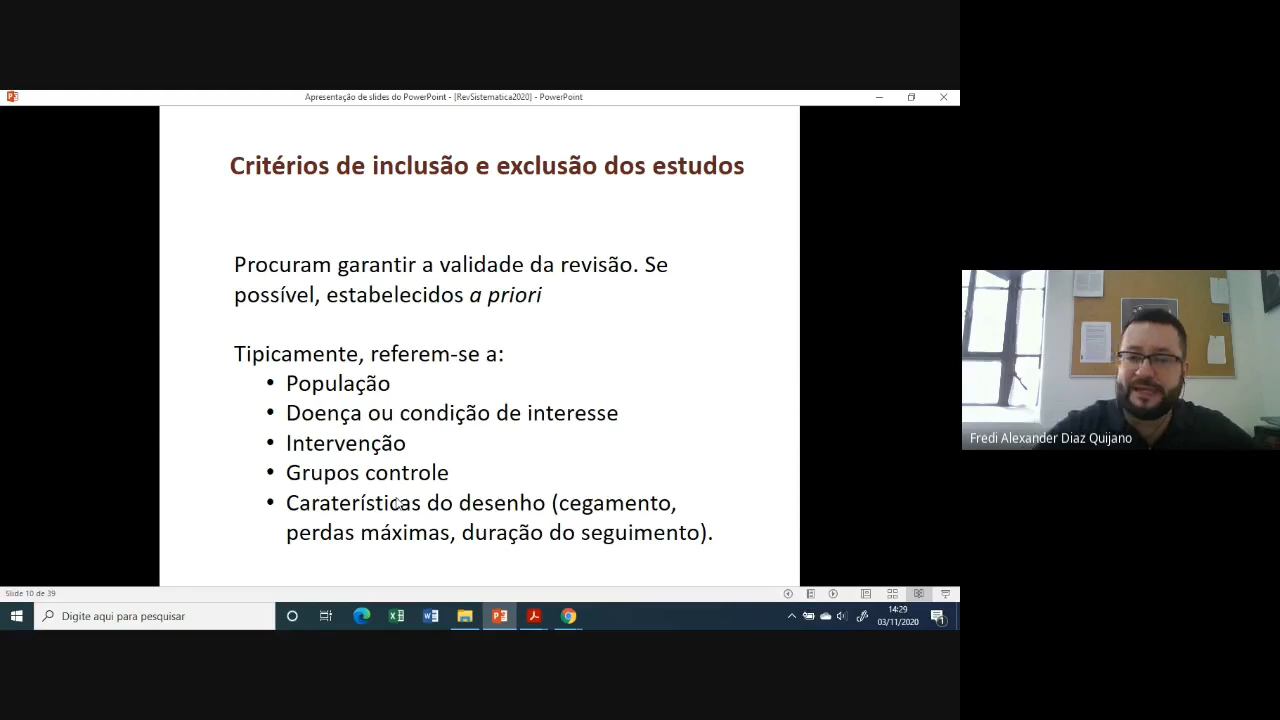 Apresentação de slides do PowerPoint - [RevSistematica2020] - PowerPoint
Critérios de inclusão e exclusão dos estudos
Procuram garantir a validade da revisão. Se
possível, estabelecidos a priori
Tipicamente, referem-se a:
• População
• Doença ou condição de interesse
• Intervenção
• Grupos controle
• Caraterísticas do desenho (cegamento,
perdas máximas, duração do seguimento).
Fredi Alexander Diaz Quijano
Slide 10 de 39
Digite aqui para pesquisar
14:29
03/11/2020
1